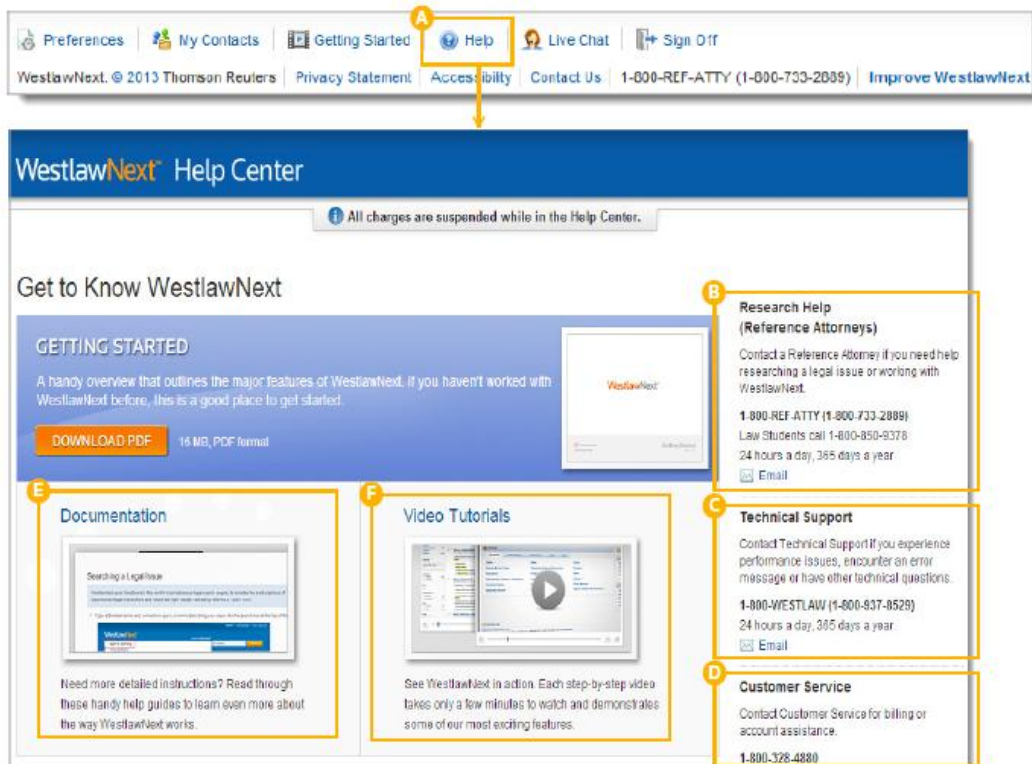 A
Preferences My Contacts Getting Started Help Live Chat Sign Off
WestlawNext. © 2013 Thomson Reuters Privacy Statement Accessibility Contact Us 1-800-REF-ATTY (1-800-733-2889) Improve WestlawNext
WestlawNext™ Help Center
All charges are suspended while in the Help Center.
Get to Know WestlawNext
GETTING STARTED
A handy overview that outlines the major features of WestlawNext. If you haven't worked with
WestlawNext before, this is a good place to get started.
DOWNLOAD PDF 16 MB, PDF format
WestlawNext
B
Research Help
(Reference Attorneys)
Contact a Reference Attorney if you need help
researching a legal issue or working with
WestlawNext.
1-800-REF-ATTY (1-800-733-2889)
Law Students call 1-800-850-9378
24 hours a day, 365 days a year
Email
E
Documentation
Searching a Legal Issue
WestlawNext
Need more detailed instructions? Read through
these handy help guides to learn even more about
the way WestlawNext works.
F
Video Tutorials
See WestlawNext in action. Each step-by-step video
takes only a few minutes to watch and demonstrates
some of our most exciting features.
C
Technical Support
Contact Technical Support if you experience
performance issues, encounter an error
message or have other technical questions.
1-800-WESTLAW (1-800-937-8529)
24 hours a day, 365 days a year
Email
D
Customer Service
Contact Customer Service for billing or
account assistance.
1-800-328-4880